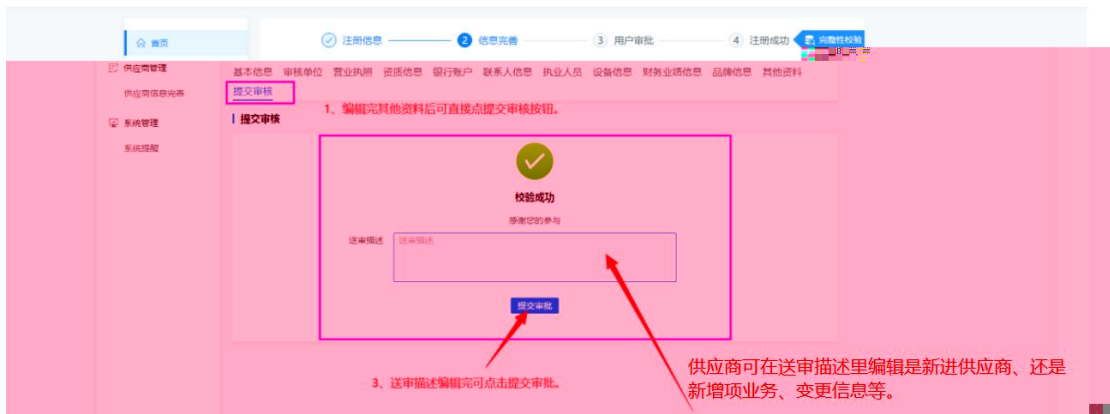 首页
注册信息
2 信息完善
3 用户审批
4 注册成功
完整性校验
供应商管理
供应商信息完善
系统管理
系统提醒
基本信息 审核单位 营业执照 资质信息 银行账户 联系人信息 执业人员 设备信息 财务业绩信息 品牌信息 其他资料
提交审核
1、编辑完其他资料后可直接点提交审核按钮。
提交审核
校验成功
感谢您的参与
送审描述
送审描述
提交审批
3、送审描述编辑完可点击提交审批。
供应商可在送审描述里编辑是新进供应商、还是
新增项业务、变更信息等。